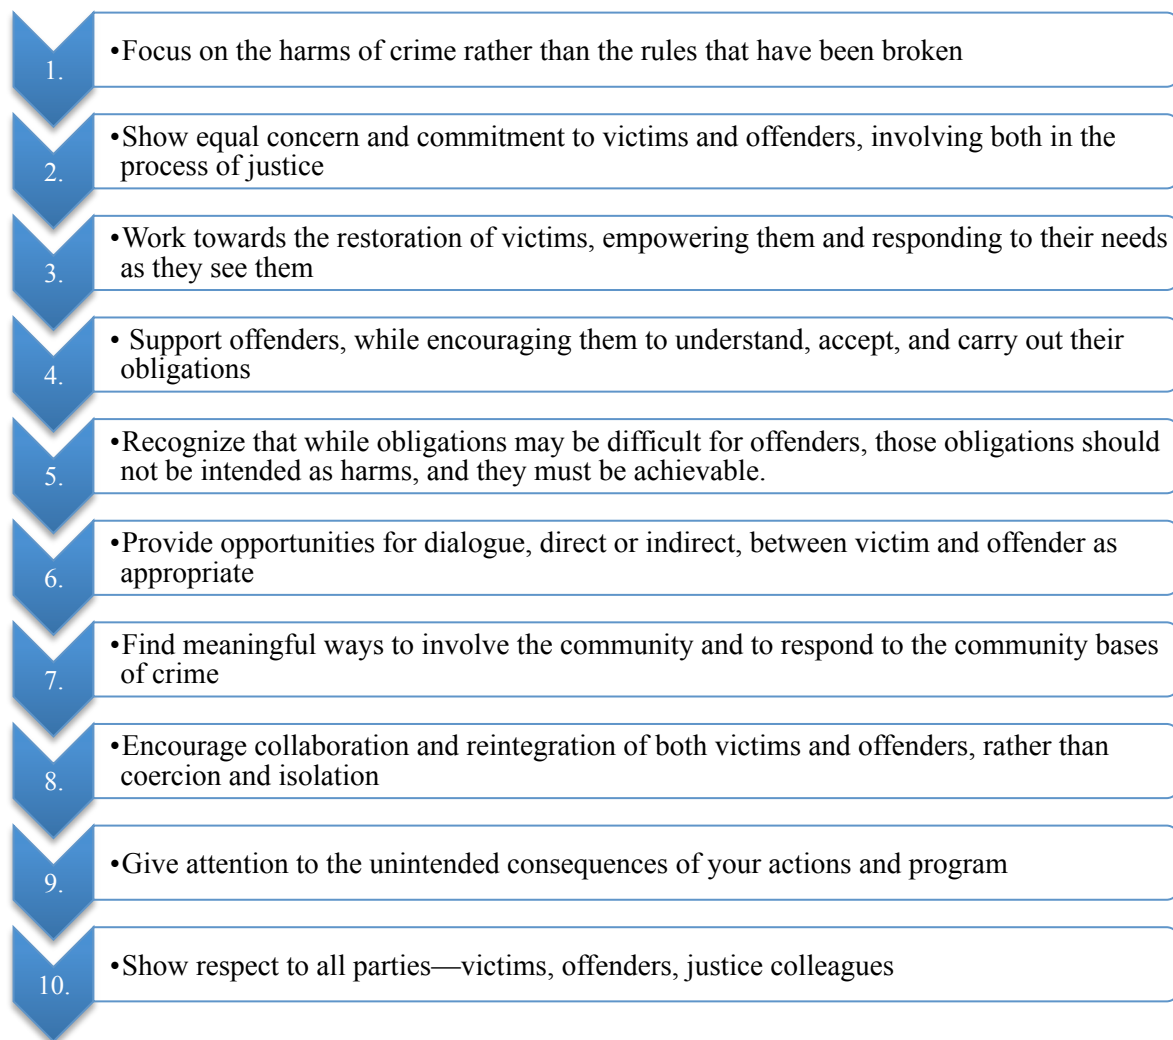 1.
•Focus on the harms of crime rather than the rules that have been broken
2.
•Show equal concern and commitment to victims and offenders, involving both in the
process of justice
3.
•Work towards the restoration of victims, empowering them and responding to their needs
as they see them
4.
• Support offenders, while encouraging them to understand, accept, and carry out their
obligations
5.
•Recognize that while obligations may be difficult for offenders, those obligations should
not be intended as harms, and they must be achievable.
6.
•Provide opportunities for dialogue, direct or indirect, between victim and offender as
appropriate
7.
•Find meaningful ways to involve the community and to respond to the community bases
of crime
8.
•Encourage collaboration and reintegration of both victims and offenders, rather than
coercion and isolation
9.
•Give attention to the unintended consequences of your actions and program
10.
•Show respect to all parties—victims, offenders, justice colleagues